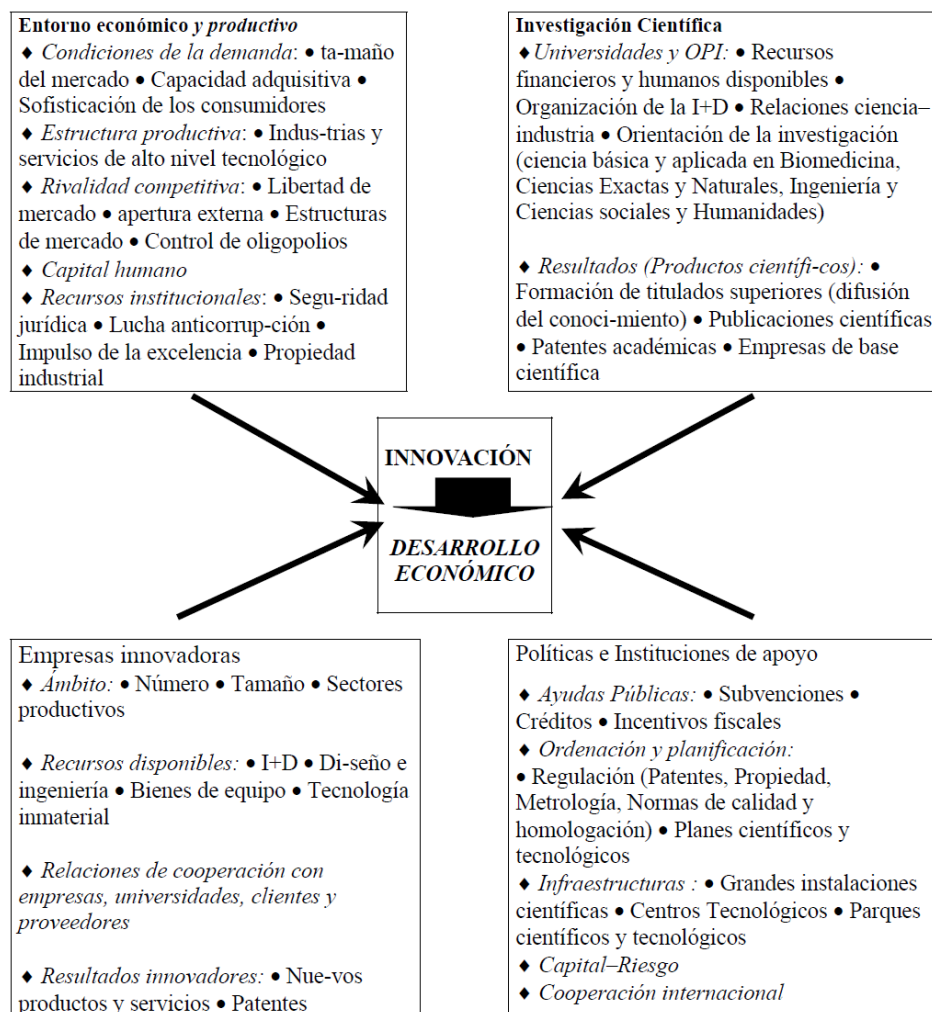 Entorno económico y productivo
♦ Condiciones de la demanda: ● ta-maño
del mercado ● Capacidad adquisitiva ●
Sofisticación de los consumidores
♦ Estructura productiva: ● Indus-trias y
servicios de alto nivel tecnológico
♦ Rivalidad competitiva: ● Libertad de
mercado ● apertura externa ● Estructuras
de mercado ● Control de oligopolios
♦ Capital humano
♦ Recursos institucionales: ● Segu-ridad
jurídica ● Lucha anticorrup-ción ●
Impulso de la excelencia ● Propiedad
industrial
Investigación Científica
♦Universidades y OPI: ● Recursos
financieros y humanos disponibles ●
Organización de la I+D ● Relaciones ciencia–
industria ● Orientación de la investigación
(ciencia básica y aplicada en Biomedicina,
Ciencias Exactas y Naturales, Ingeniería y
Ciencias sociales y Humanidades)
♦ Resultados (Productos científi-cos): ●
Formación de titulados superiores (difusión
del conoci-miento) ● Publicaciones científicas
● Patentes académicas ● Empresas de base
científica
INNOVACIÓN
DESARROLLO
ECONÓMICO
Empresas innovadoras
♦ Ámbito: ● Número ● Tamaño ● Sectores
productivos
♦ Recursos disponibles: ● I+D ● Di-seño e
ingeniería ● Bienes de equipo ● Tecnología
inmaterial
♦ Relaciones de cooperación con
empresas, universidades, clientes y
proveedores
♦ Resultados innovadores: ● Nue-vos
productos y servicios ● Patentes
Políticas e Instituciones de apoyo
♦ Ayudas Públicas: ● Subvenciones ●
Créditos ● Incentivos fiscales
♦ Ordenación y planificación:
● Regulación (Patentes, Propiedad,
Metrología, Normas de calidad y
homologación) ● Planes científicos y
tecnológicos
♦ Infraestructuras : ● Grandes instalaciones
científicas ● Centros Tecnológicos ● Parques
científicos y tecnológicos
♦ Capital–Riesgo
♦ Cooperación internacional